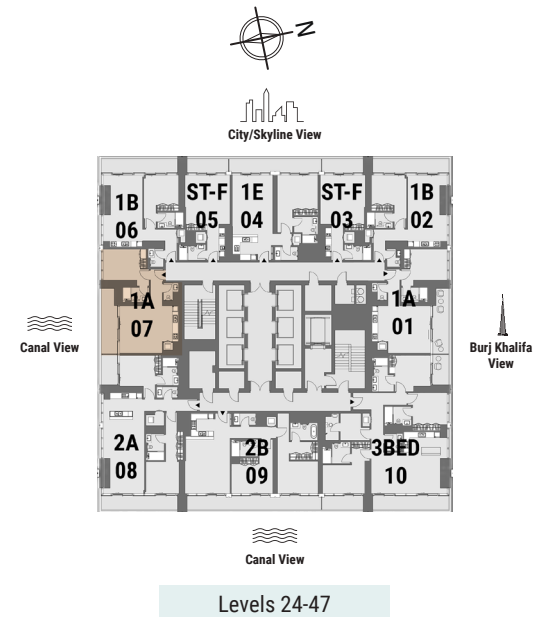 N
City/Skyline View
1B
06
ST-F
05
1E
04
ST-F
03
1B
02
1A
07
1A
01
Canal View
Burj Khalifa
View
2A
08
2B
09
3BED
10
Canal View
Levels 24-47